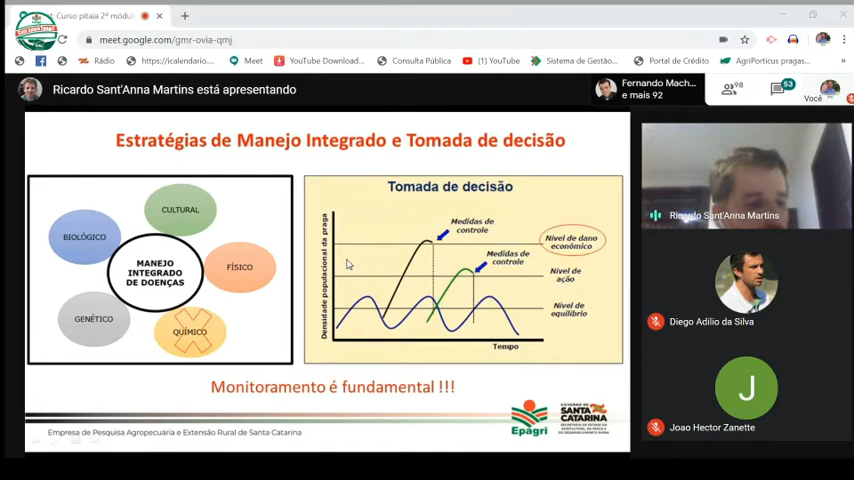 : Curso pitaia 2º módul
meet.google.com/gmr-ovia-qmj
Rádio
https://icalendario.
Meet
YouTube Download...
Consulta Pública
(1) YouTube
Sistema de Gestão...
Portal de Crédito
AgriPorticus pragas...
Ricardo Sant'Anna Martins está apresentando
Fernando Mach...
e mais 92
98
53
Você
Estratégias de Manejo Integrado e Tomada de decisão
CULTURAL
BIOLÓGICO
MANEJO
INTEGRADO
DE DOENÇAS
FÍSICO
GENÉTICO
QUÍMICO
Tomada de decisão
Densidade populacional da praga
Medidas de
controle
Medidas de
controle
Nível de dano
econômico
Nível de
ação
Nível de
equilíbrio
Tempo
Monitoramento é fundamental !!!
Empresa de Pesquisa Agropecuária e Extensão Rural de Santa Catarina
Epagri
GOVERNO DE
SANTA
CATARINA
Ricardo Sant'Anna Martins
Diego Adilio da Silva
J
Joao Hector Zanette